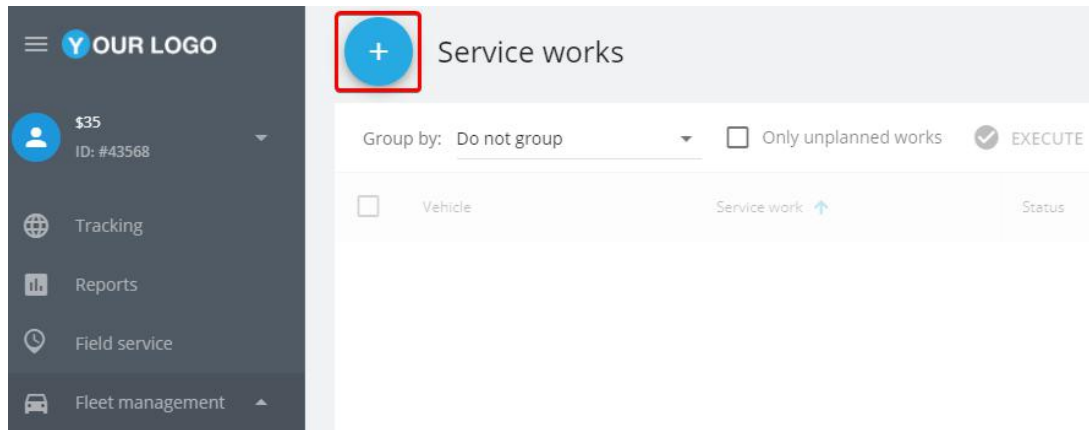 YOUR LOGO
$35
ID: #43568
Tracking
Reports
Field service
Fleet management
+
Service works
Group by: Do not group
Only unplanned works
EXECUTE
Vehicle
Service work
Status